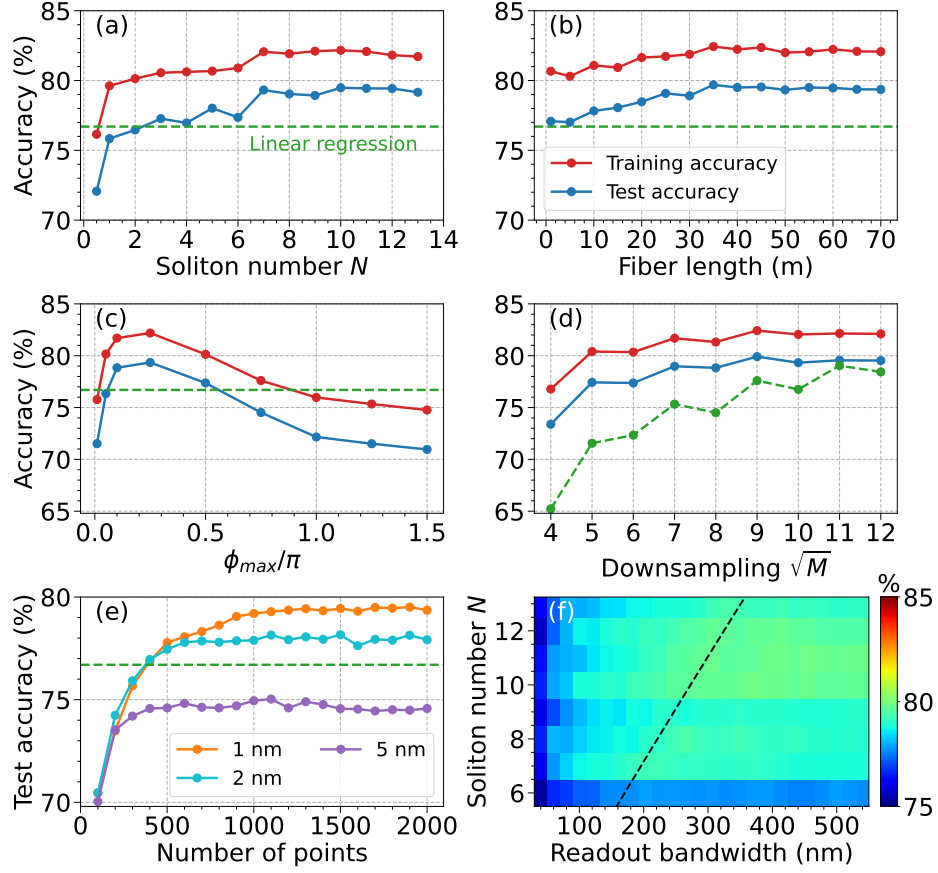 (a)
Accuracy (%)
85
80
75
70
Linear regression
0 2 4 6 8 10 12 14
Soliton number N
(b)
85
80
75
70
Training accuracy
Test accuracy
0 10 20 30 40 50 60 70
Fiber length (m)
(c)
Accuracy (%)
85
80
75
70
65
0.0 0.5 1.0 1.5
ϕmax/π
(d)
85
80
75
70
65
4 5 6 7 8 9 10 11 12
Downsampling √M
(e)
Test accuracy (%)
80
75
70
1 nm 5 nm
2 nm
0 500 1000 1500 2000
Number of points
(f)
Soliton number N
12
10
8
6
100 200 300 400 500
Readout bandwidth (nm)
%
85
80
75